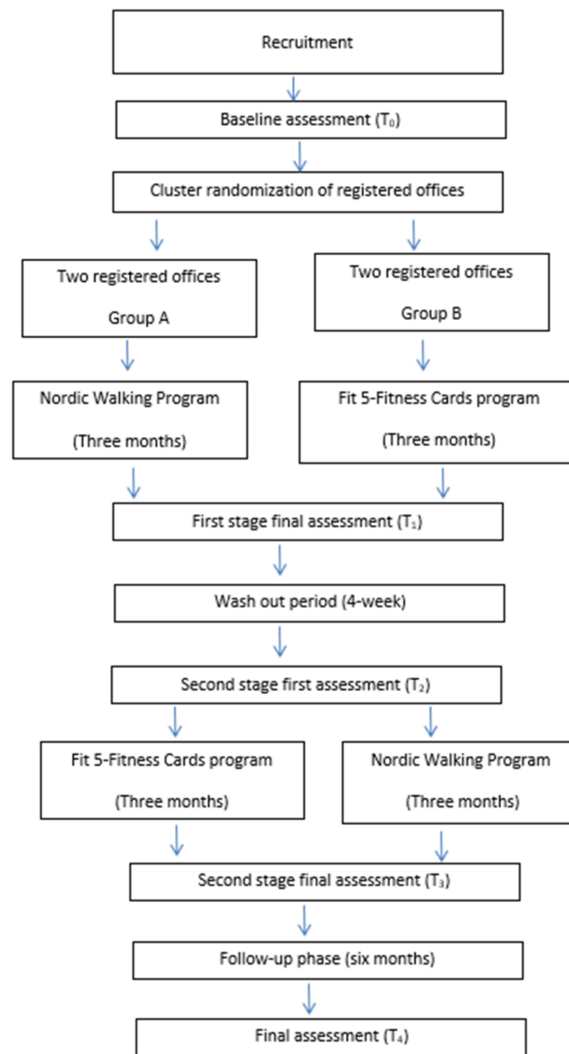 Recruitment
Baseline assessment (T₀)
Cluster randomization of registered offices
Two registered offices
Group A
Two registered offices
Group B
Nordic Walking Program
(Three months)
Fit 5-Fitness Cards program
(Three months)
First stage final assessment (T₁)
Wash out period (4-week)
Second stage first assessment (T₂)
Fit 5-Fitness Cards program
(Three months)
Nordic Walking Program
(Three months)
Second stage final assessment (T₃)
Follow-up phase (six months)
Final assessment (T₄)